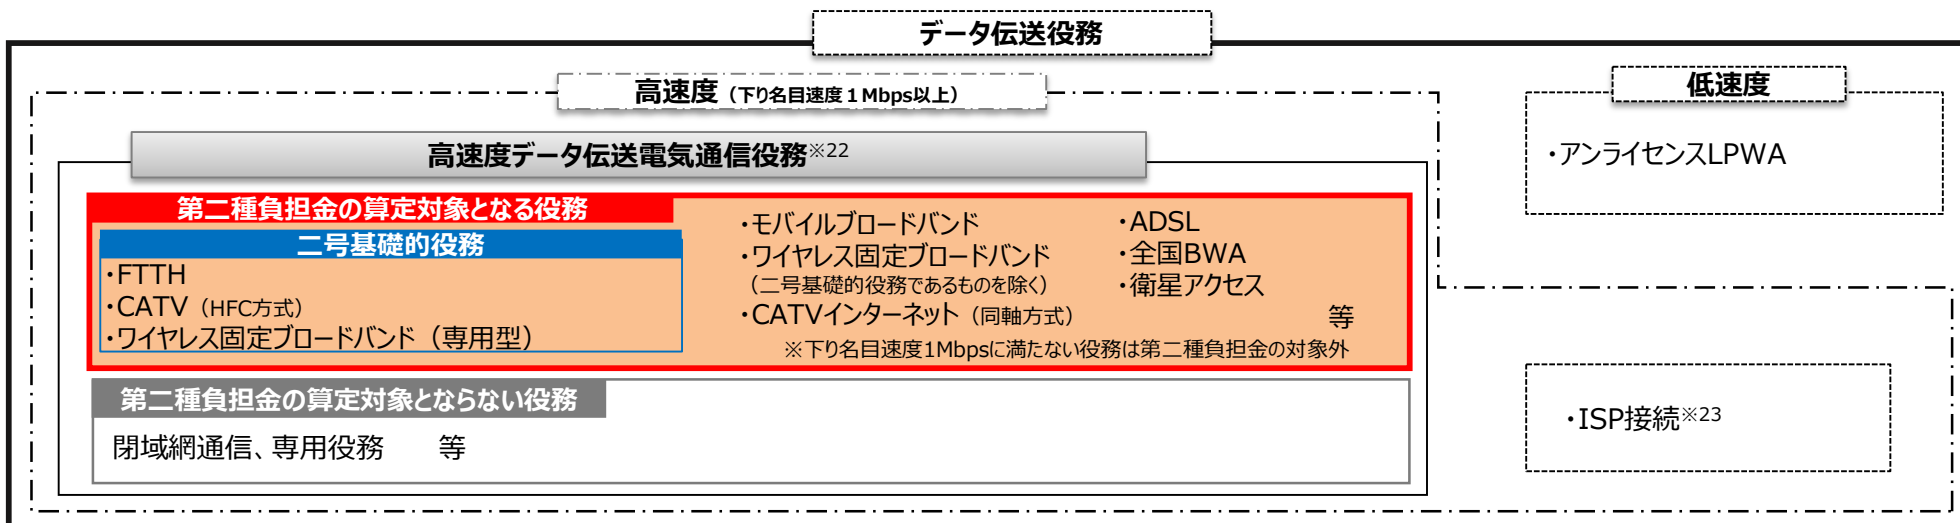 データ伝送役務
高速度（下り名目速度１Mbps以上）
低速度
・アンライセンスLPWA
高速度データ伝送電気通信役務※22
第二種負担金の算定対象となる役務
二号基礎的役務
・FTTH
・CATV（HFC方式）
・ワイヤレス固定ブロードバンド（専用型）
・モバイルブロードバンド
・ワイヤレス固定ブロードバンド
（二号基礎的役務であるものを除く）
・CATVインターネット（同軸方式）
・ADSL
・全国BWA
・衛星アクセス
等
※下り名目速度1Mbpsに満たない役務は第二種負担金の対象外
第二種負担金の算定対象とならない役務
閉域網通信、専用役務　　等
・ISP接続※23